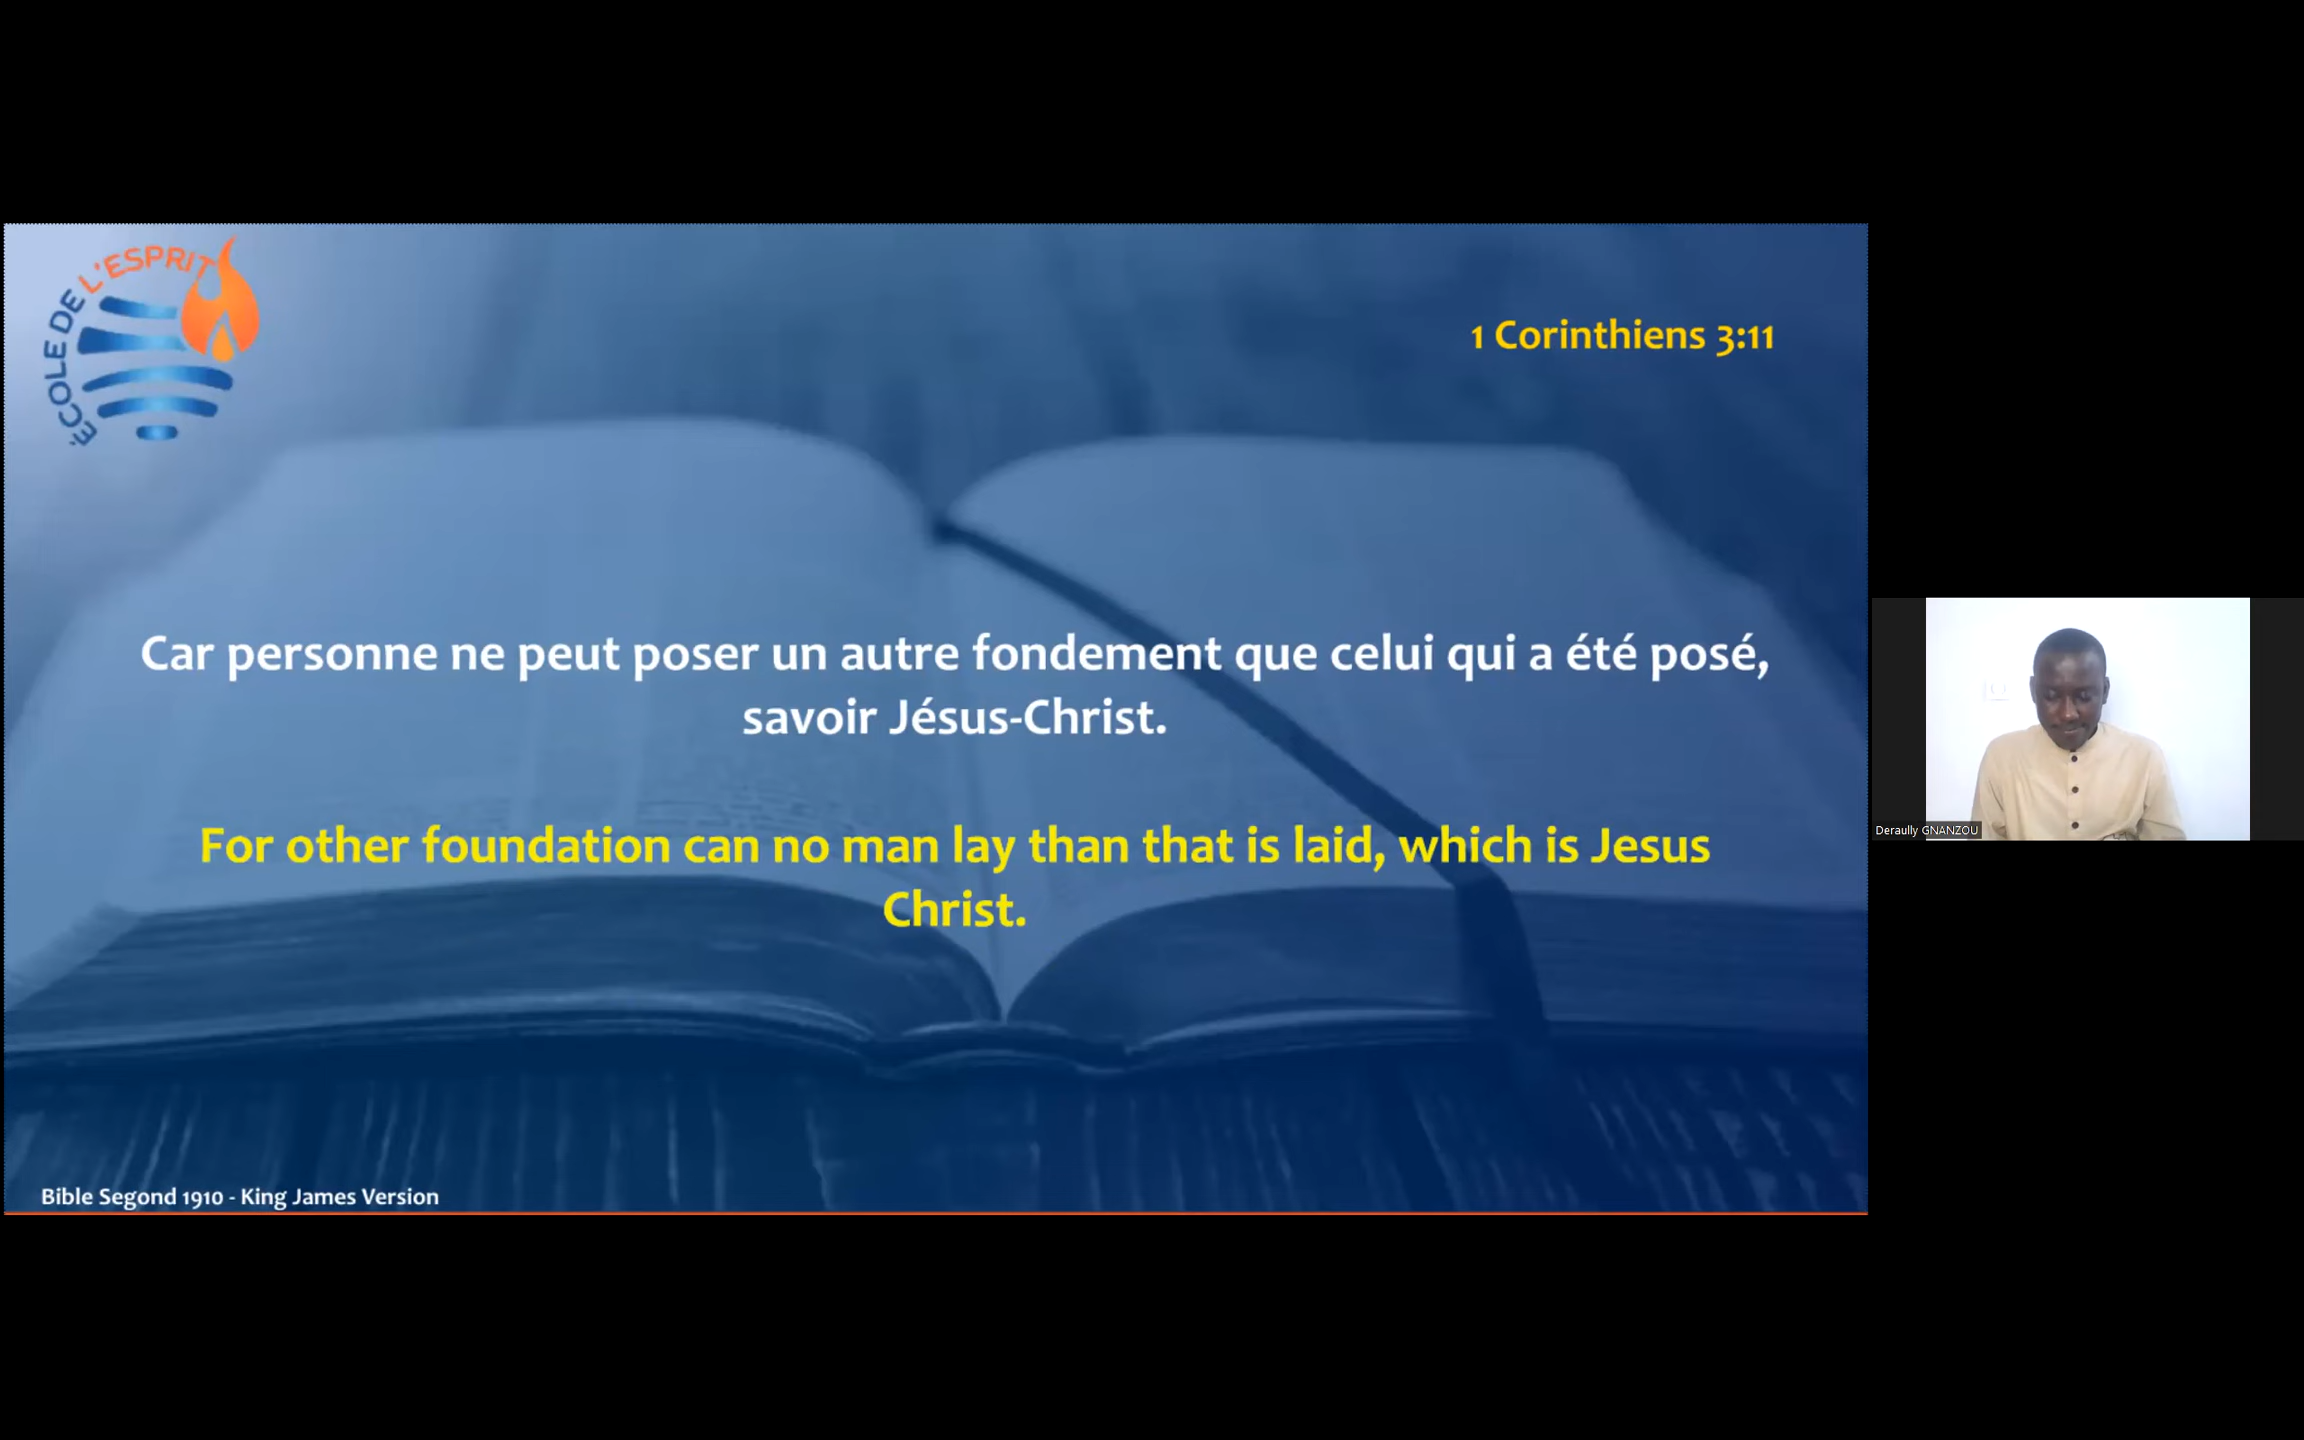 ÉCOLE DE L'ESPRIT
1 Corinthiens 3:11
Car personne ne peut poser un autre fondement que celui qui a été posé,
savoir Jésus-Christ.
For other foundation can no man lay than that is laid, which is Jesus
Christ.
Bible Segond 1910 - King James Version
Deraully GNANZOU